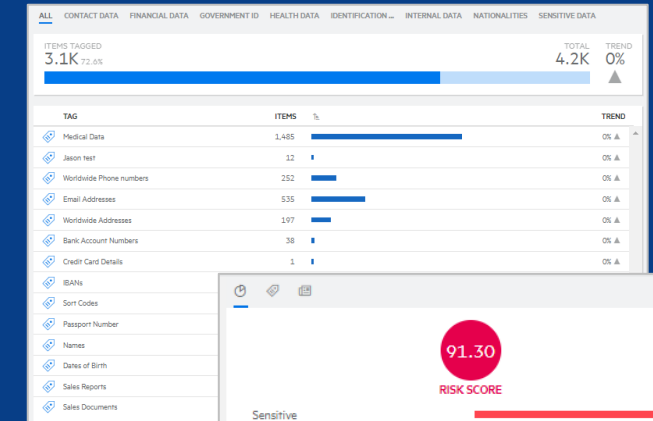 ALL CONTACT DATA FINANCIAL DATA GOVERNMENT ID HEALTH DATA IDENTIFICATION ... INTERNAL DATA NATIONALITIES SENSITIVE DATA
ITEMS TAGGED TOTAL TREND
3.1K 72.6% 4.2K 0%
TAG ITEMS TREND
Medical Data 1,485 0%
Jason test 12 0%
Worldwide Phone numbers 252 0%
Email Addresses 535 0%
Worldwide Addresses 197 0%
Bank Account Numbers 38 0%
Credit Card Details 1 0%
IBANs
Sort Codes
Passport Number
Names
Dates of Birth
Sales Reports
Sales Documents
91.30
RISK SCORE
Sensitive